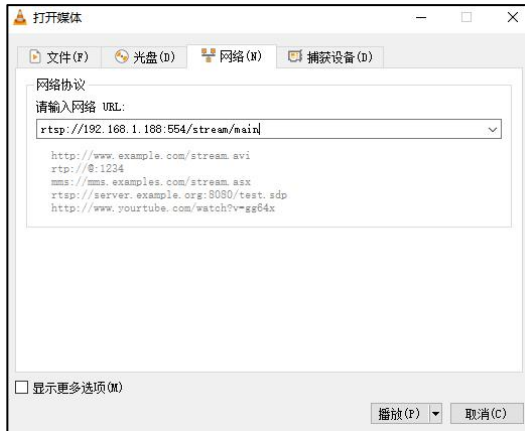 打开媒体
文件(F) 光盘(D) 网络(N) 捕获设备(D)
网络协议
请输入网络 URL:
rtsp://192.168.1.188:554/stream/main
http://www.example.com/stream.avi
rtp://@:1234
mms://mms.examples.com/stream.asx
rtsp://server.example.org:8080/test.sdp
http://www.yourtube.com/watch?v=gg64x
显示更多选项(M)
播放(P) 取消(C)